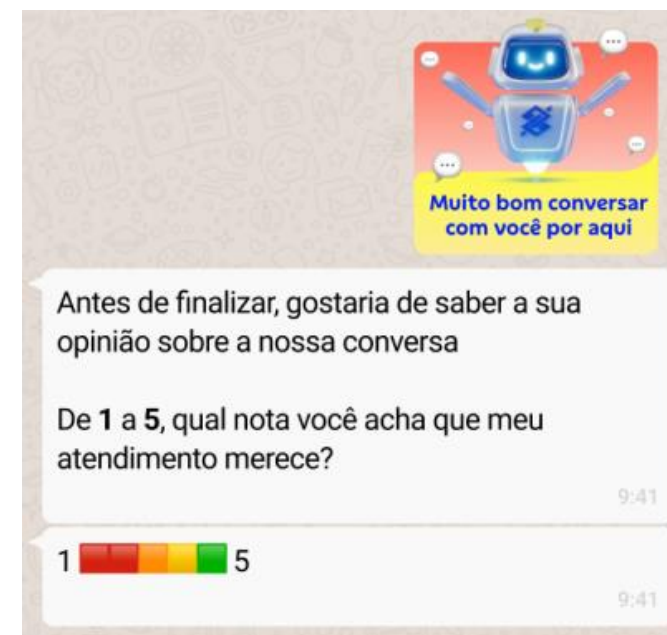 Muito bom conversar
com você por aqui
Antes de finalizar, gostaria de saber a sua
opinião sobre a nossa conversa
De 1 a 5, qual nota você acha que meu
atendimento merece?
9:41
1 5
9:41